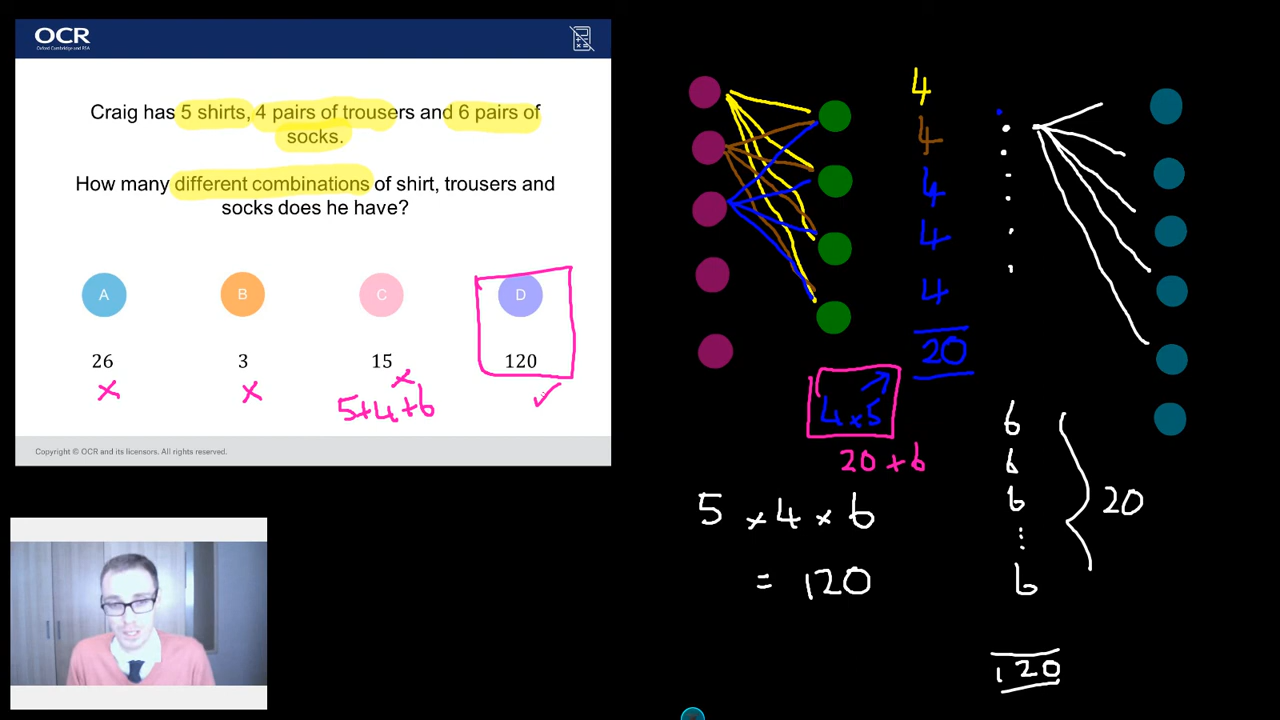 OCR
Oxford Cambridge and RSA
Craig has 5 shirts, 4 pairs of trousers and 6 pairs of
socks.
How many different combinations of shirt, trousers and
socks does he have?
A
B
C
D
26
3
15
120
5+4+6
Copyright © OCR and its licensors. All rights reserved.
4
4
4
4
4
20
4×5
20+6
5 × 4 × 6
= 120
6
6
6
⋮
6
20
120